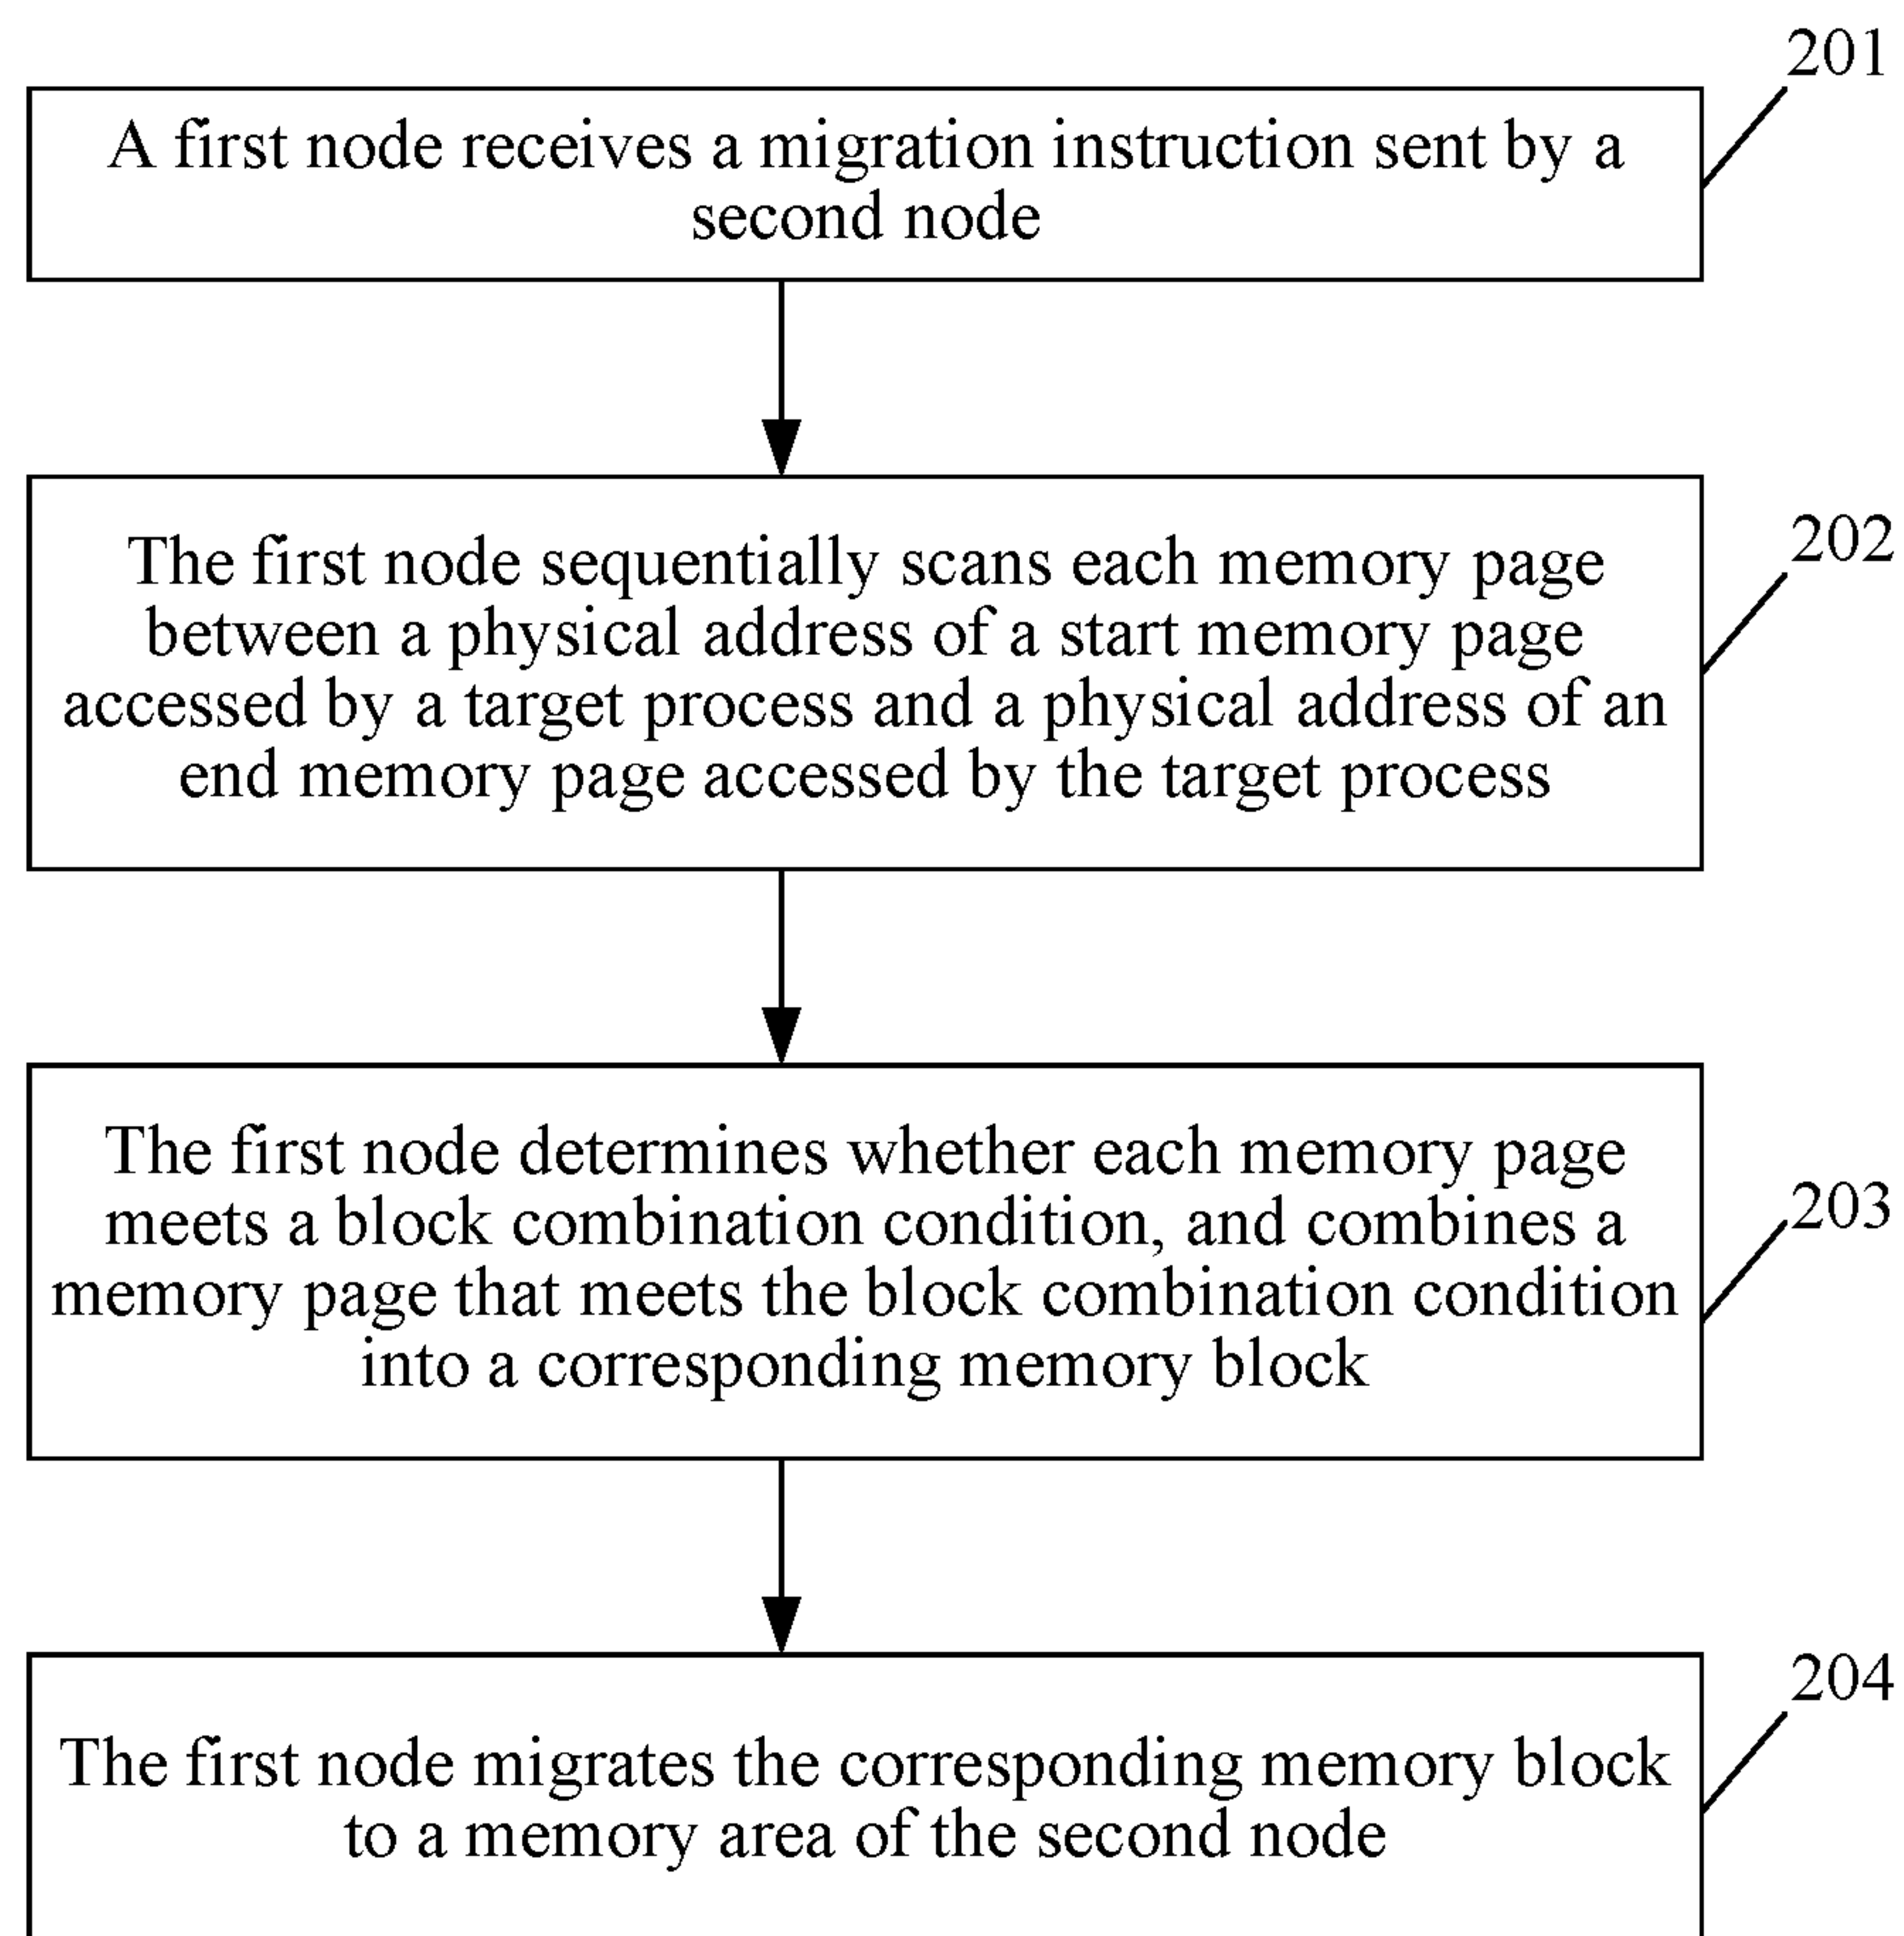 201
A first node receives a migration instruction sent by a
second node
202
The first node sequentially scans each memory page
between a physical address of a start memory page
accessed by a target process and a physical address of an
end memory page accessed by the target process
203
The first node determines whether each memory page
meets a block combination condition, and combines a
memory page that meets the block combination condition
into a corresponding memory block
204
The first node migrates the corresponding memory block
to a memory area of the second node